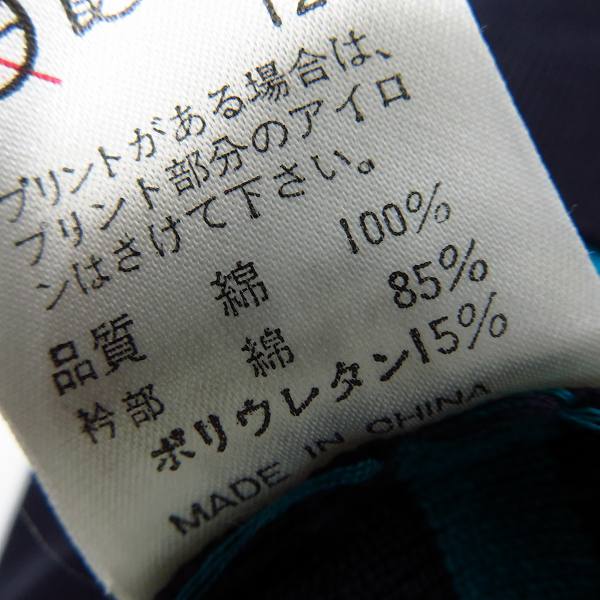 12
プリントがある場合は、
プリント部分のアイロ
ンはさけて下さい。
品質 綿 100%
衿部 綿 85%
ポリウレタン15%
MADE IN CHINA